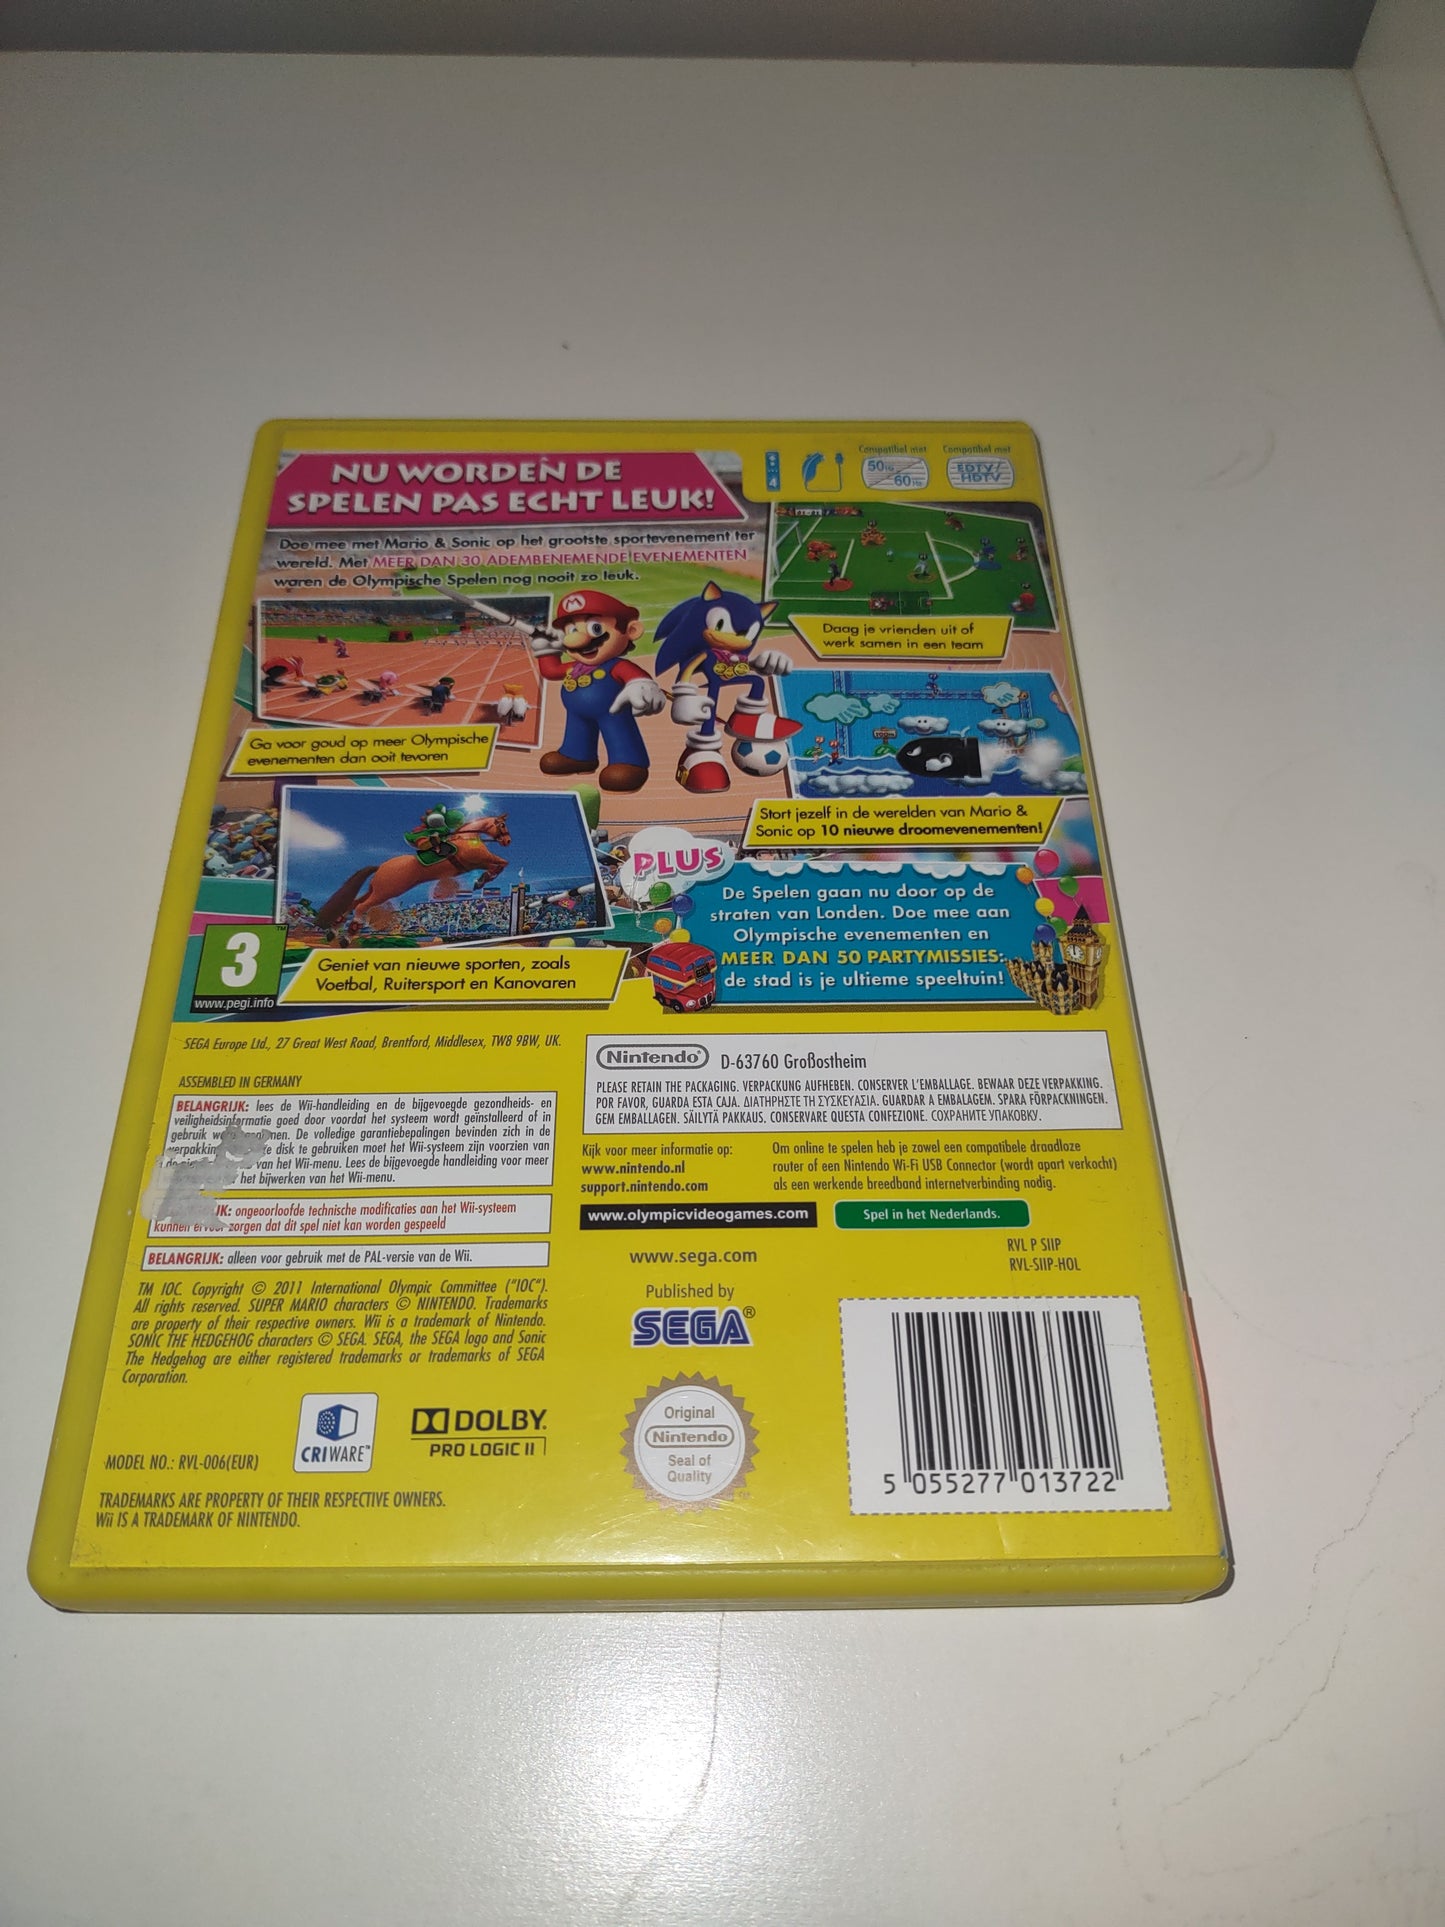 NU WORDEN DE
SPELEN PAS ECHT LEUK!
Doe mee met Mario & Sonic op het grootste sportevenement ter
wereld. Met MEER DAN 30 ADEMBENEMENDE EVENEMENTEN
waren de Olympische Spelen nog nooit zo leuk.
4
Compatibel met
50Hz
60Hz
Compatibel met
EDTV/
HDTV
Daag je vrienden uit of
werk samen in een team
Ga voor goud op meer Olympische
evenementen dan ooit tevoren
Stort jezelf in de werelden van Mario &
Sonic op 10 nieuwe droomevenementen!
PLUS
De Spelen gaan nu door op de
straten van Londen. Doe mee aan
Olympische evenementen en
MEER DAN 50 PARTYMISSIES:
de stad is je ultieme speeltuin!
3
TM
www.pegi.info
Geniet van nieuwe sporten, zoals
Voetbal, Ruitersport en Kanovaren
SEGA Europe Ltd., 27 Great West Road, Brentford, Middlesex, TW8 9BW, UK.
ASSEMBLED IN GERMANY
BELANGRIJK: lees de Wii-handleiding en de bijgevoegde gezondheids- en
veiligheidsinformatie goed door voordat het systeem wordt geïnstalleerd of in
gebruik. De volledige garantiebepalingen bevinden zich in de
disk te gebruiken moet het Wii-systeem zijn voorzien van
van het Wii-menu. Lees de bijgevoegde handleiding voor meer
het bijwerken van het Wii-menu.
ongeoorloofde technische modificaties aan het Wii-systeem
kunnen ervoor zorgen dat dit spel niet kan worden gespeeld
BELANGRIJK: alleen voor gebruik met de PAL-versie van de Wii.
TM IOC. Copyright © 2011 International Olympic Committee ("IOC").
All rights reserved. SUPER MARIO characters © NINTENDO. Trademarks
are property of their respective owners. Wii is a trademark of Nintendo.
SONIC THE HEDGEHOG characters © SEGA. SEGA, the SEGA logo and Sonic
The Hedgehog are either registered trademarks or trademarks of SEGA
Corporation.
CRIWARE™
DOLBY.
PRO LOGIC II
MODEL NO.: RVL-006(EUR)
TRADEMARKS ARE PROPERTY OF THEIR RESPECTIVE OWNERS.
Wii IS A TRADEMARK OF NINTENDO.
Nintendo® D-63760 Großostheim
PLEASE RETAIN THE PACKAGING. VERPACKUNG AUFHEBEN. CONSERVER L'EMBALLAGE. BEWAAR DEZE VERPAKKING.
POR FAVOR, GUARDA ESTA CAJA. ΔΙΑΤΗΡΗΣΤΕ ΤΗ ΣΥΣΚΕΥΑΣΙΑ. GUARDAR A EMBALAGEM. SPARA FÖRPACKNINGEN.
GEM EMBALLAGEN. SÄILYTÄ PAKKAUS. CONSERVARE QUESTA CONFEZIONE. СОХРАНИТЕ УПАКОВКУ.
Kijk voor meer informatie op:
www.nintendo.nl
support.nintendo.com
Om online te spelen heb je zowel een compatibele draadloze
router of een Nintendo Wi-Fi USB Connector (wordt apart verkocht)
als een werkende breedband internetverbinding nodig.
www.olympicvideogames.com
Spel in het Nederlands.
www.sega.com
RVL P SIIP
RVL-SIIP-HOL
Published by
SEGA®
Original
Nintendo
Seal of
Quality
5 055277 013722